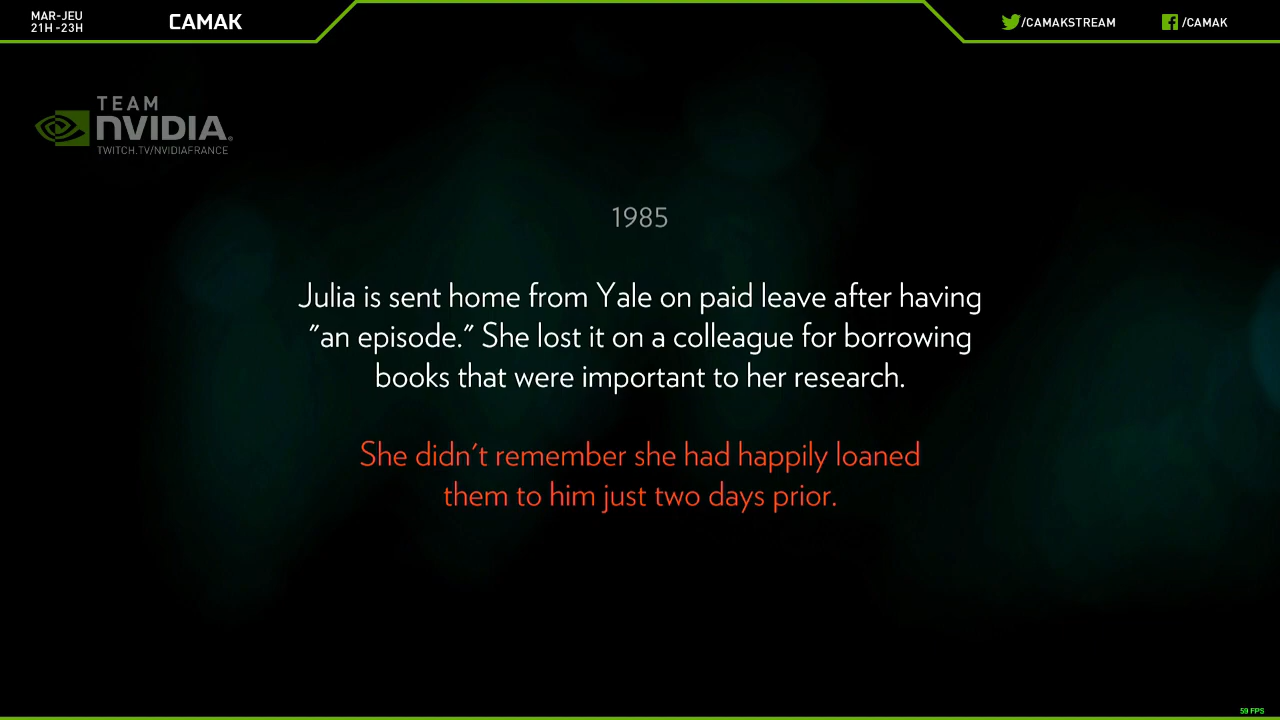 MAR-JEU
21H -23H
CAMAK
/CAMAKSTREAM
/CAMAK
TEAM
NVIDIA.
TWITCH.TV/NVIDIAFRANCE
1985
Julia is sent home from Yale on paid leave after having
"an episode." She lost it on a colleague for borrowing
books that were important to her research.
She didn't remember she had happily loaned
them to him just two days prior.
59 FPS